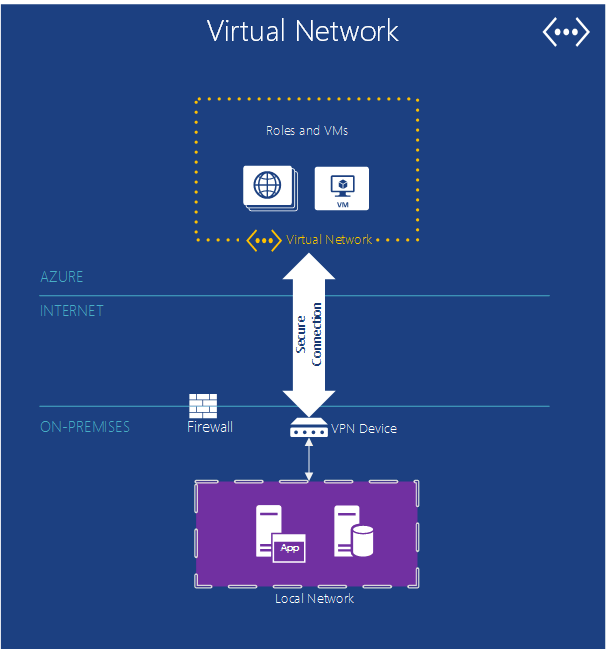 Virtual Network
Roles and VMs
VM
Virtual Network
AZURE
INTERNET
Secure
Connection
ON-PREMISES
Firewall
VPN Device
App
Local Network